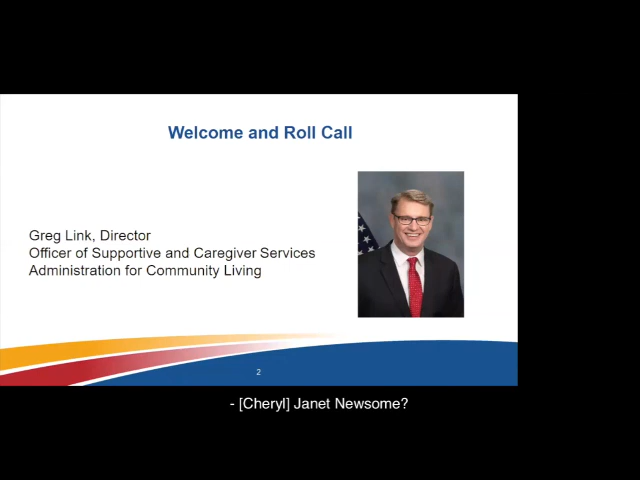 Welcome and Roll Call
Greg Link, Director
Officer of Supportive and Caregiver Services
Administration for Community Living
2
- [Cheryl] Janet Newsome?